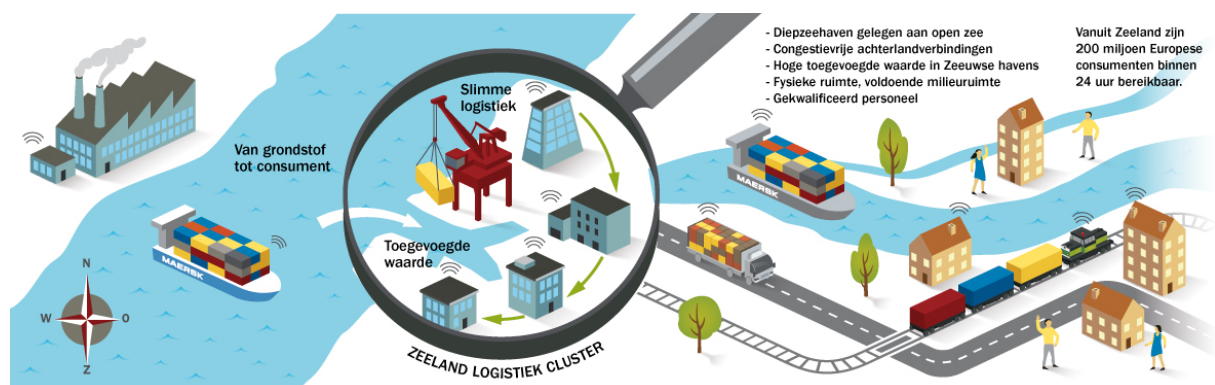 - Diepzeehaven gelegen aan open zee
- Congestievrije achterlandverbindingen
- Hoge toegevoegde waarde in Zeeuwse havens
- Fysieke ruimte, voldoende milieuruimte
- Gekwalificeerd personeel
Vanuit Zeeland zijn
200 miljoen Europese
consumenten binnen
24 uur bereikbaar.
Slimme
logistiek
Van grondstof
tot consument
MAERSK
MAERSK
Toegevoegde
waarde
N
W
O
Z
ZEELAND LOGISTIEK CLUSTER